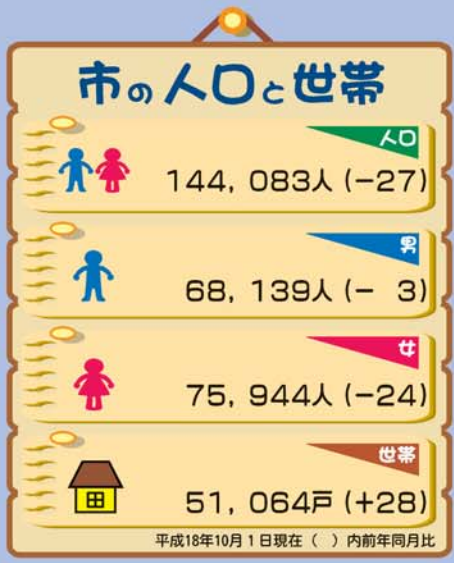 市の人口と世帯
人口
144, 083人 (−27)
男
68, 139人 (− 3)
女
75, 944人 (−24)
世帯
51, 064戸 (+28)
平成18年10月1日現在（ ）内前年同月比